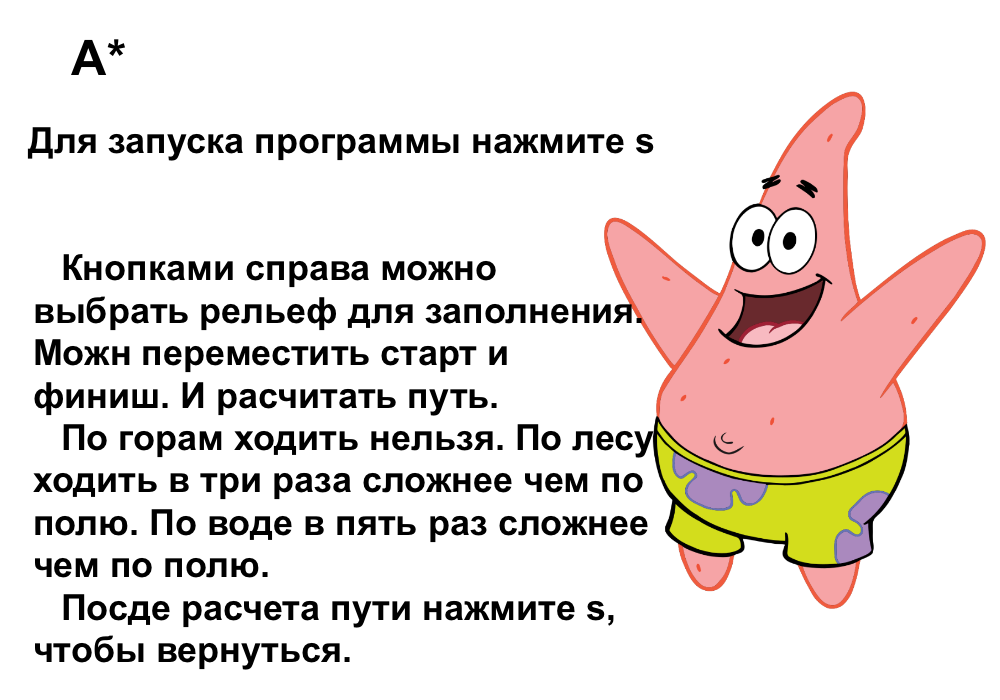 A*
Для запуска программы нажмите s
Кнопками справа можно
выбрать рельеф для заполнения.
Можн переместить старт и
финиш. И расчитать путь.
По горам ходить нельзя. По лесу
ходить в три раза сложнее чем по
полю. По воде в пять раз сложнее
чем по полю.
Посде расчета пути нажмите s,
чтобы вернуться.